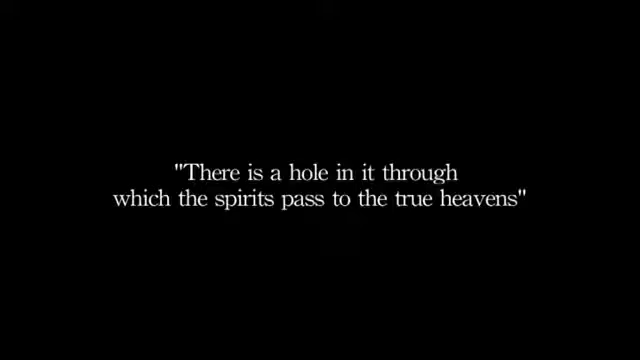 "There is a hole in it through
which the spirits pass to the true heavens"